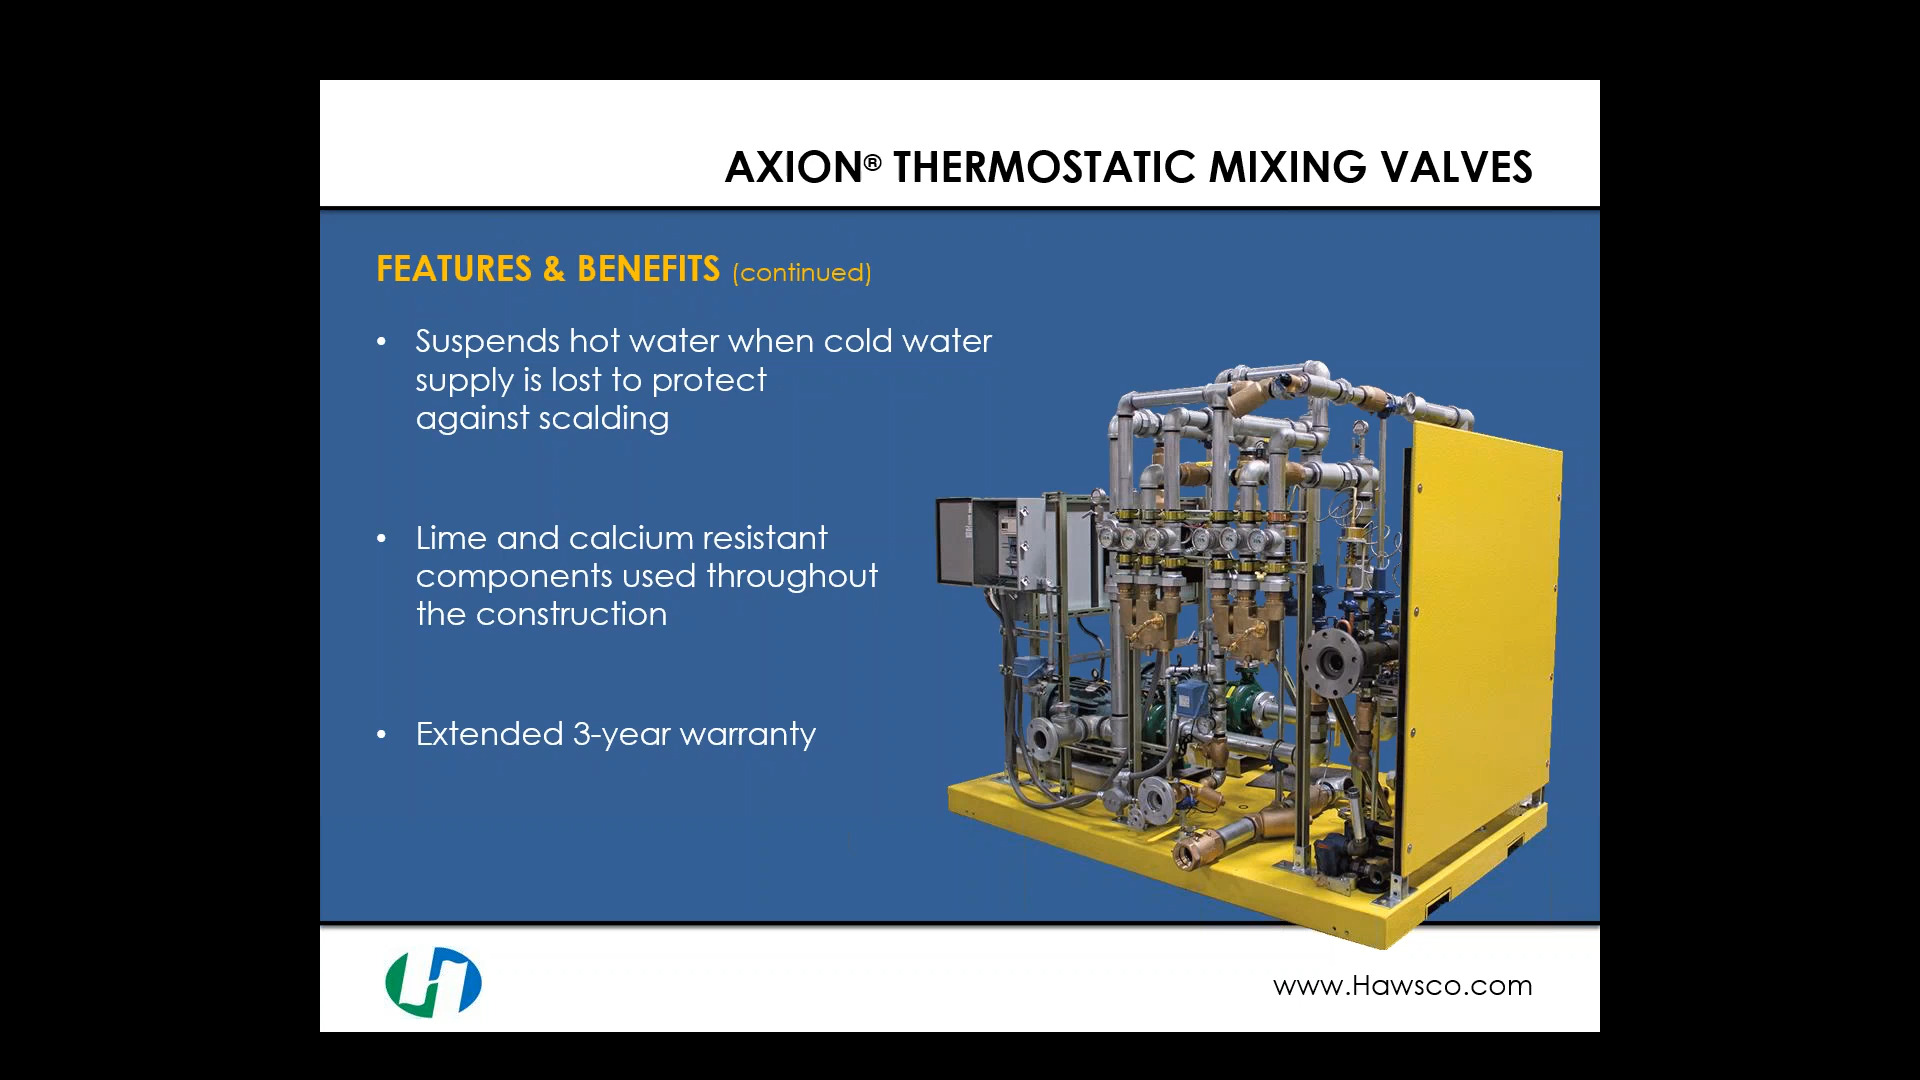 AXION® THERMOSTATIC MIXING VALVES
FEATURES & BENEFITS (continued)
• Suspends hot water when cold water
supply is lost to protect
against scalding
• Lime and calcium resistant
components used throughout
the construction
• Extended 3-year warranty
www.Hawsco.com